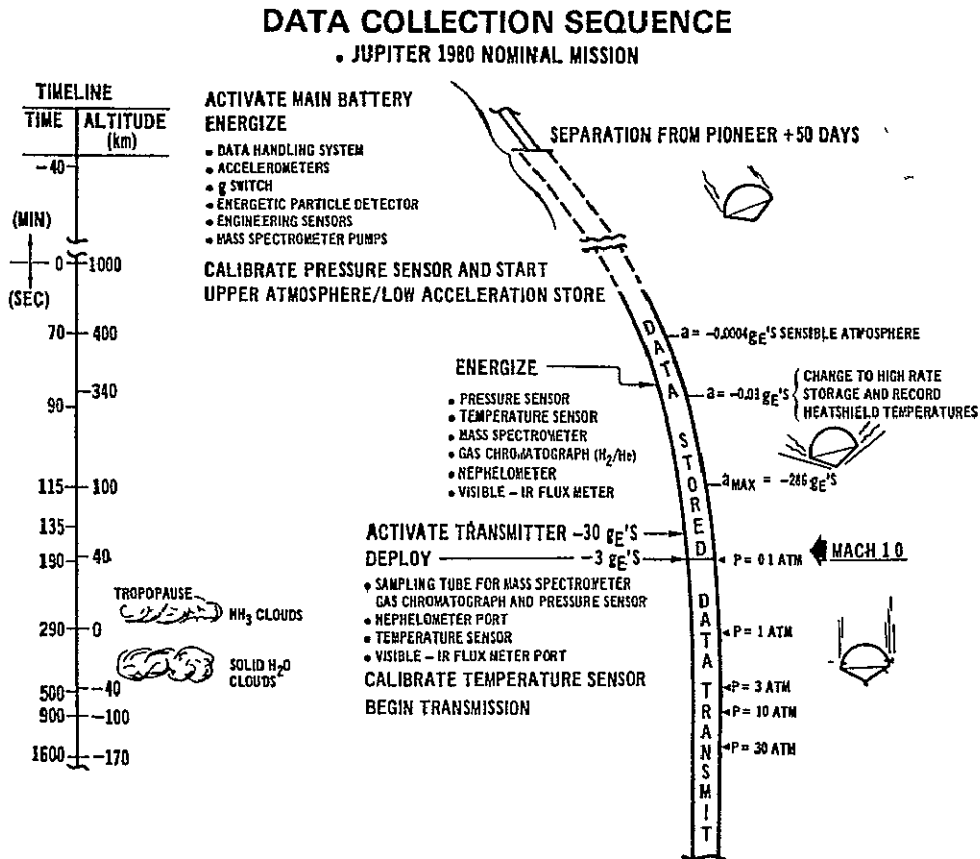 DATA COLLECTION SEQUENCE
• JUPITER 1980 NOMINAL MISSION
TIMELINE
TIME
ALTITUDE
(km)
-40
(MIN)
0
1000
(SEC)
70
400
90
340
115
100
135
190
40
290
0
500
-40
900
-100
1600
-170
ACTIVATE MAIN BATTERY
ENERGIZE
• DATA HANDLING SYSTEM
• ACCELEROMETERS
• g SWITCH
• ENERGETIC PARTICLE DETECTOR
• ENGINEERING SENSORS
• MASS SPECTROMETER PUMPS
CALIBRATE PRESSURE SENSOR AND START
UPPER ATMOSPHERE/LOW ACCELERATION STORE
SEPARATION FROM PIONEER +50 DAYS
a = -0.0004 gE'S SENSIBLE ATMOSPHERE
ENERGIZE
• PRESSURE SENSOR
• TEMPERATURE SENSOR
• MASS SPECTROMETER
• GAS CHROMATOGRAPH (H2/He)
• NEPHELOMETER
• VISIBLE - IR FLUX METER
a = -0.03 gE'S
CHANGE TO HIGH RATE
STORAGE AND RECORD
HEATSHIELD TEMPERATURES
aMAX = -286 gE'S
ACTIVATE TRANSMITTER -30 gE'S
DEPLOY -3 gE'S
• SAMPLING TUBE FOR MASS SPECTROMETER
GAS CHROMATOGRAPH AND PRESSURE SENSOR
• NEPHELOMETER PORT
• TEMPERATURE SENSOR
• VISIBLE - IR FLUX METER PORT
CALIBRATE TEMPERATURE SENSOR
BEGIN TRANSMISSION
TROPOPAUSE
NH3 CLOUDS
SOLID H2O
CLOUDS
DATA STORED
DATA TRANSMIT
P = 0 1 ATM
MACH 1 0
P = 1 ATM
P = 3 ATM
P = 10 ATM
P = 30 ATM